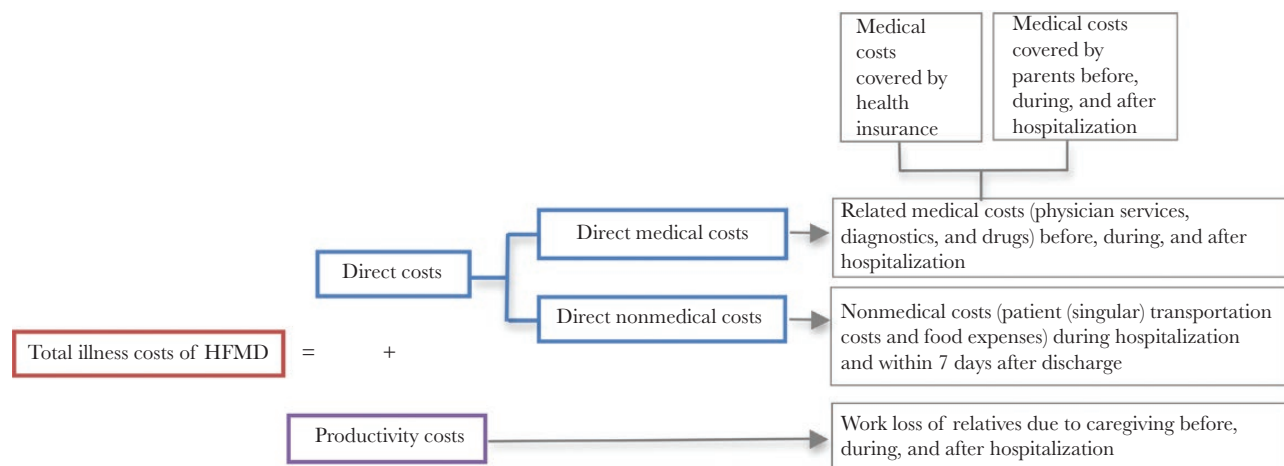 Medical
costs
covered by
health
insurance
Medical costs
covered by
parents before,
during, and after
hospitalization
Related medical costs (physician services,
diagnostics, and drugs) before, during, and after
hospitalization
Direct medical costs
Direct costs
Direct nonmedical costs
Nonmedical costs (patient (singular) transportation
costs and food expenses) during hospitalization
and within 7 days after discharge
Total illness costs of HFMD = +
Productivity costs
Work loss of relatives due to caregiving before,
during, and after hospitalization